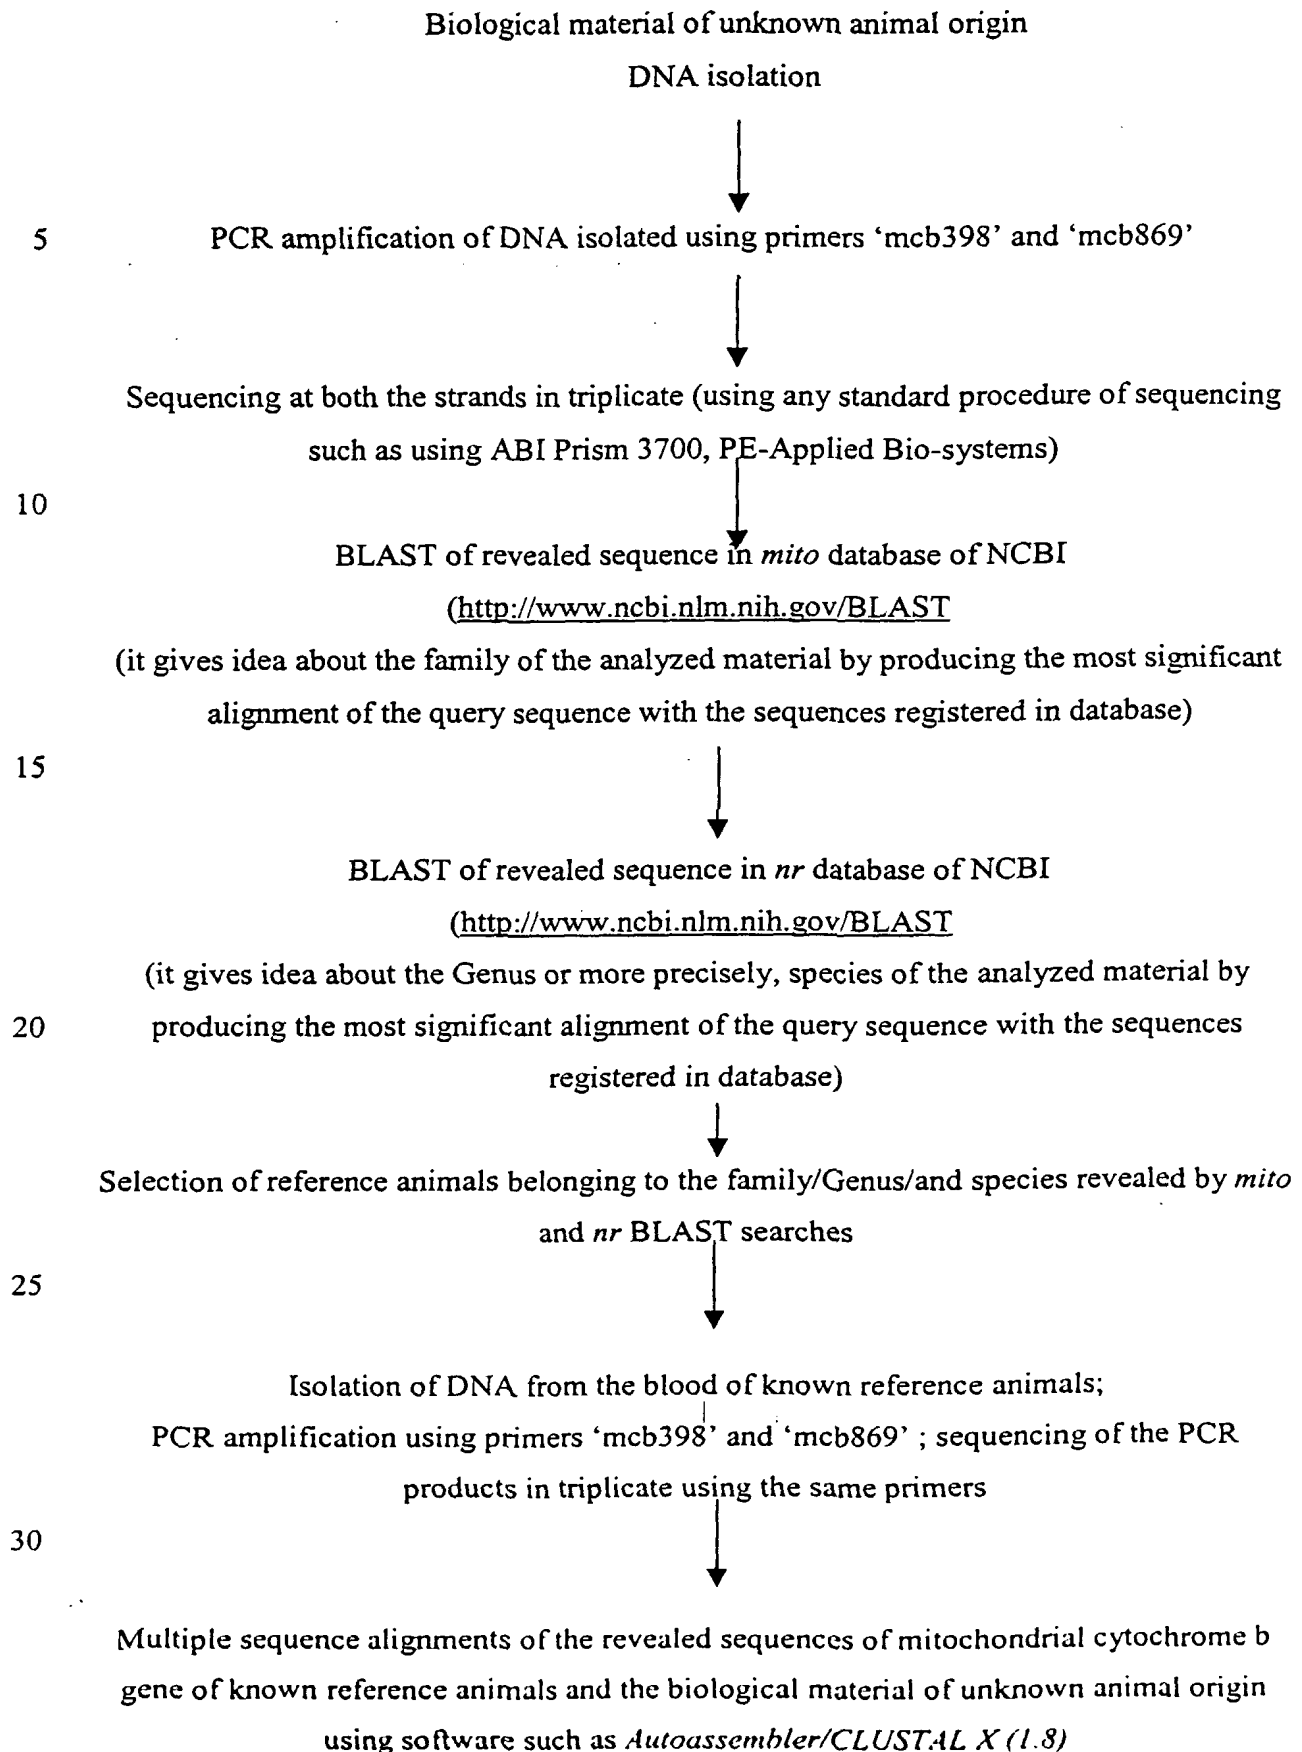 Biological material of unknown animal origin
DNA isolation
5 PCR amplification of DNA isolated using primers ‘mcb398’ and ‘mcb869’
Sequencing at both the strands in triplicate (using any standard procedure of sequencing
such as using ABI Prism 3700, PE-Applied Bio-systems)
10
BLAST of revealed sequence in mito database of NCBI
(http://www.ncbi.nlm.nih.gov/BLAST
(it gives idea about the family of the analyzed material by producing the most significant
alignment of the query sequence with the sequences registered in database)
15
BLAST of revealed sequence in nr database of NCBI
(http://www.ncbi.nlm.nih.gov/BLAST
(it gives idea about the Genus or more precisely, species of the analyzed material by
20 producing the most significant alignment of the query sequence with the sequences
registered in database)
Selection of reference animals belonging to the family/Genus/and species revealed by mito
and nr BLAST searches
25
Isolation of DNA from the blood of known reference animals;
PCR amplification using primers ‘mcb398’ and ‘mcb869’ ; sequencing of the PCR
products in triplicate using the same primers
30
Multiple sequence alignments of the revealed sequences of mitochondrial cytochrome b
gene of known reference animals and the biological material of unknown animal origin
using software such as Autoassembler/CLUSTAL X (1.8)